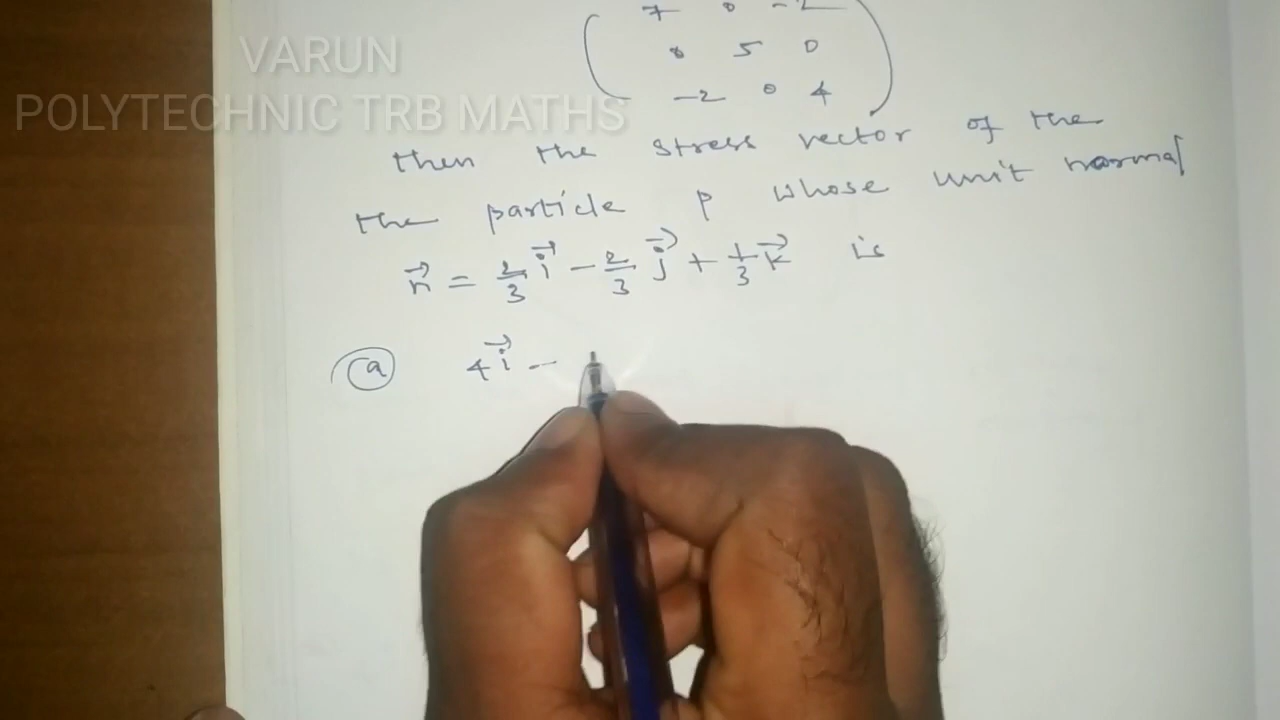 VARUN
POLYTECHNIC TRB MATHS
7 0 -2
0 5 0
-2 0 4
then the stress vector of the
the particle p whose unit normal
n⃗ = 2/3 i⃗ - 2/3 j⃗ + 1/3 k⃗ is
(a) 4i⃗ -